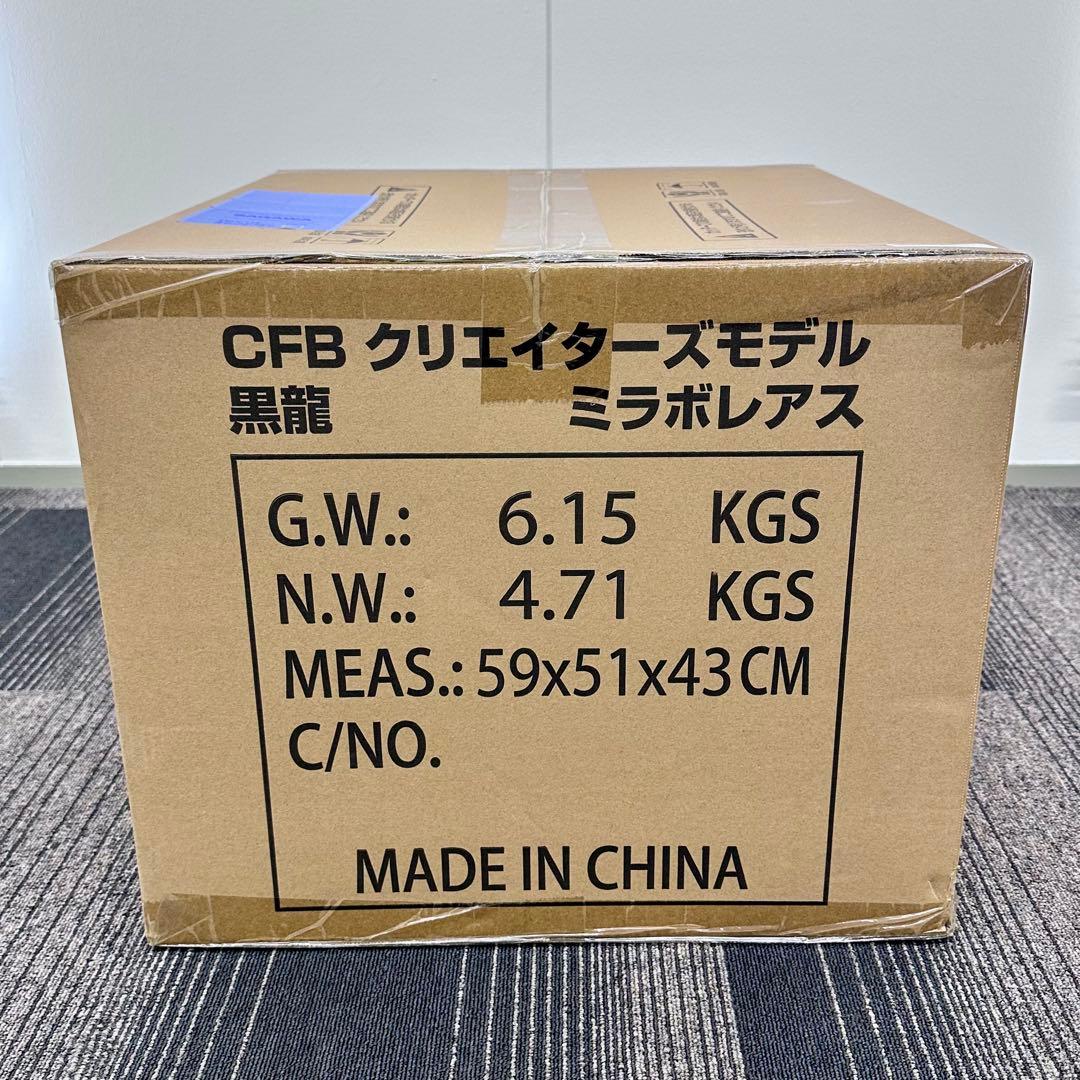 CFB クリエイターズモデル
黒龍 ミラボレアス
G.W.: 6.15 KGS
N.W.: 4.71 KGS
MEAS.: 59x51x43 CM
C/NO.
MADE IN CHINA